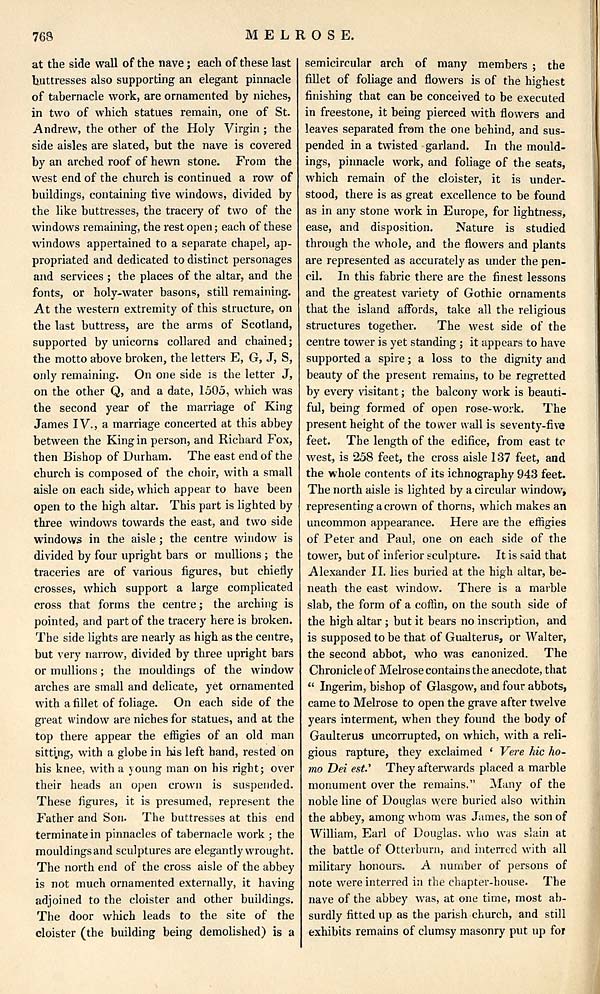 768
MELROSE.
at the side wall of the nave; each of these last
buttresses also supporting an elegant pinnacle
of tabernacle work, are ornamented by niches,
in two of which statues remain, one of St.
Andrew, the other of the Holy Virgin; the
side aisles are slated, but the nave is covered
by an arched roof of hewn stone. From the
west end of the church is continued a row of
buildings, containing five windows, divided by
the like buttresses, the tracery of two of the
windows remaining, the rest open; each of these
windows appertained to a separate chapel, ap-
propriated and dedicated to distinct personages
and services; the places of the altar, and the
fonts, or holy-water basons, still remaining.
At the western extremity of this structure, on
the last buttress, are the arms of Scotland,
supported by unicorns collared and chained;
the motto above broken, the letters E, G, J, S,
only remaining. On one side is the letter J,
on the other Q, and a date, 1505, which was
the second year of the marriage of King
James IV., a marriage concerted at this abbey
between the King in person, and Richard Fox,
then Bishop of Durham. The east end of the
church is composed of the choir, with a small
aisle on each side, which appear to have been
open to the high altar. This part is lighted by
three windows towards the east, and two side
windows in the aisle; the centre window is
divided by four upright bars or mullions; the
traceries are of various figures, but chiefly
crosses, which support a large complicated
cross that forms the centre; the arching is
pointed, and part of the tracery here is broken.
The side lights are nearly as high as the centre,
but very narrow, divided by three upright bars
or mullions; the mouldings of the window
arches are small and delicate, yet ornamented
with a fillet of foliage. On each side of the
great window are niches for statues, and at the
top there appear the effigies of an old man
sitting, with a globe in his left hand, rested on
his knee, with a young man on his right; over
their heads an open crown is suspended.
These figures, it is presumed, represent the
Father and Son. The buttresses at this end
terminate in pinnacles of tabernacle work; the
mouldings and sculptures are elegantly wrought.
The north end of the cross aisle of the abbey
is not much ornamented externally, it having
adjoined to the cloister and other buildings.
The door which leads to the site of the
cloister (the building being demolished) is a
semicircular arch of many members; the
fillet of foliage and flowers is of the highest
finishing that can be conceived to be executed
in freestone, it being pierced with flowers and
leaves separated from the one behind, and sus-
pended in a twisted garland. In the mould-
ings, pinnacle work, and foliage of the seats,
which remain of the cloister, it is under-
stood, there is as great excellence to be found
as in any stone work in Europe, for lightness,
ease, and disposition. Nature is studied
through the whole, and the flowers and plants
are represented as accurately as under the pen-
cil. In this fabric there are the finest lessons
and the greatest variety of Gothic ornaments
that the island affords, take all the religious
structures together. The west side of the
centre tower is yet standing; it appears to have
supported a spire; a loss to the dignity and
beauty of the present remains, to be regretted
by every visitant; the balcony work is beauti-
ful, being formed of open rose-work. The
present height of the tower wall is seventy-five
feet. The length of the edifice, from east to
west, is 258 feet, the cross aisle 137 feet, and
the whole contents of its ichnography 943 feet.
The north aisle is lighted by a circular window,
representing a crown of thorns, which makes an
uncommon appearance. Here are the effigies
of Peter and Paul, one on each side of the
tower, but of inferior sculpture. It is said that
Alexander II. lies buried at the high altar, be-
neath the east window. There is a marble
slab, the form of a coffin, on the south side of
the high altar; but it bears no inscription, and
is supposed to be that of Gualterus, or Walter,
the second abbot, who was canonized. The
Chronicle of Melrose contains the anecdote, that
“ Ingerim, bishop of Glasgow, and four abbots,
came to Melrose to open the grave after twelve
years interment, when they found the body of
Gaulterus uncorrupted, on which, with a reli-
gious rapture, they exclaimed ‘ Vere hic ho-
mo Dei est.’ They afterwards placed a marble
monument over the remains.” Many of the
noble line of Douglas were buried also within
the abbey, among whom was James, the son of
William, Earl of Douglas. who was slain at
the battle of Otterburn, and interred with all
military honours. A number of persons of
note were interred in the chapter-house. The
nave of the abbey was, at one time, most ab-
surdly fitted up as the parish church, and still
exhibits remains of clumsy masonry put up for